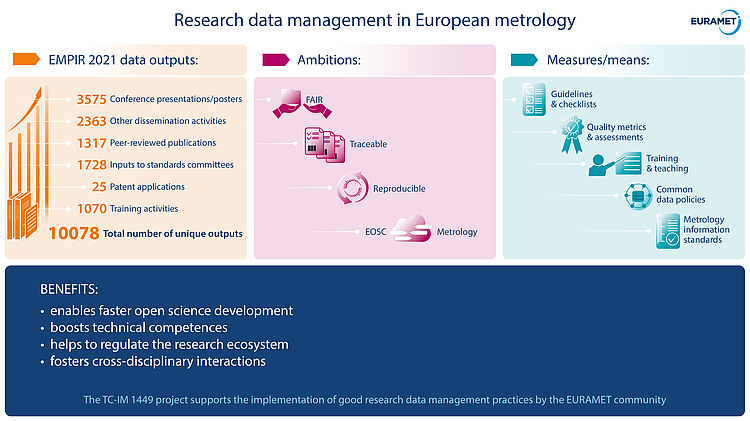 Research data management in European metrology
EURAMET
EMPIR 2021 data outputs:
3575 Conference presentations/posters
2363 Other dissemination activities
1317 Peer-reviewed publications
1728 Inputs to standards committees
25 Patent applications
1070 Training activities
10078 Total number of unique outputs
Ambitions:
FAIR
Traceable
Reproducible
EOSC
Metrology
Measures/means:
Guidelines
& checklists
Quality metrics
& assessments
Training
& teaching
Common
data policies
Metrology
information
standards
BENEFITS:
• enables faster open science development
• boosts technical competences
• helps to regulate the research ecosystem
• fosters cross-disciplinary interactions
The TC-IM 1449 project supports the implementation of good research data management practices by the EURAMET community